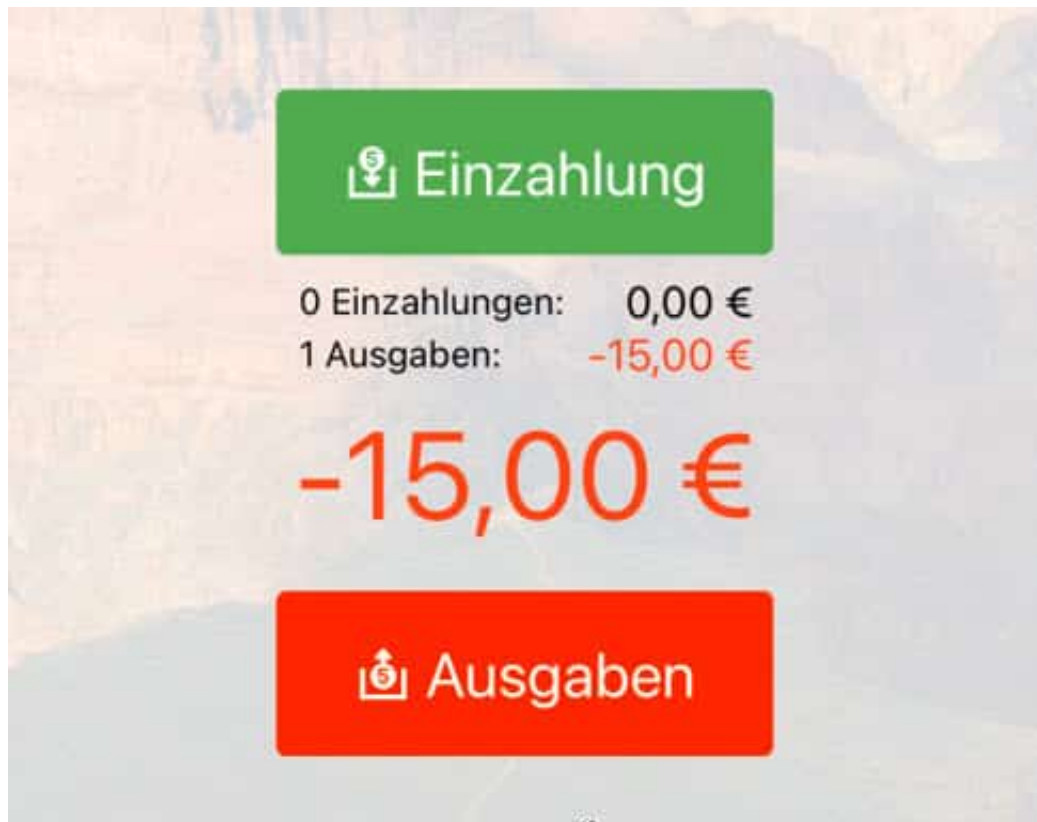 Einzahlung
0 Einzahlungen: 0,00 €
1 Ausgaben: -15,00 €
-15,00 €
Ausgaben